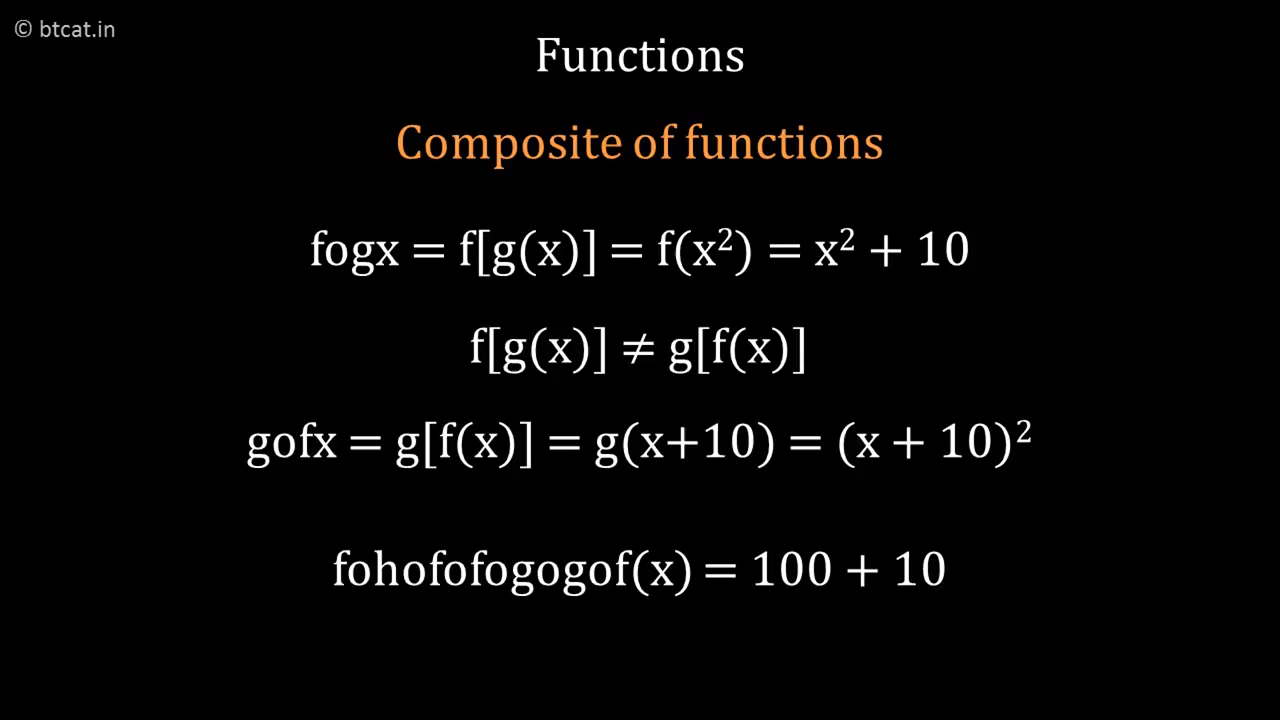 © btcat.in
Functions
Composite of functions
fogx = f[g(x)] = f(x²) = x² + 10
f[g(x)] ≠ g[f(x)]
gofx = g[f(x)] = g(x+10) = (x + 10)²
fohofofogogof(x) = 100 + 10